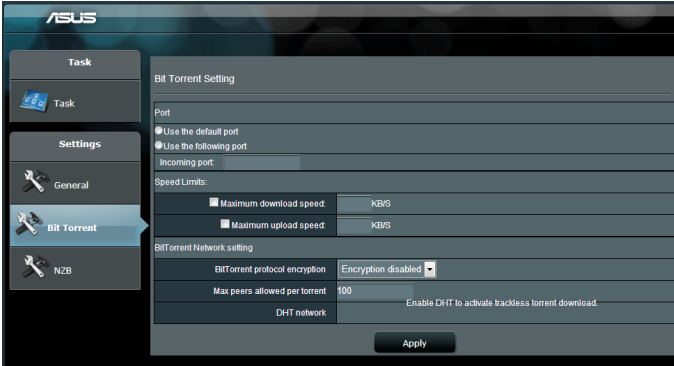 ASUS
Task
Task
Settings
General
Bit Torrent
NZB
Bit Torrent Setting
Port
Use the default port
Use the following port
Incoming port:
Speed Limits:
Maximum download speed: KB/S
Maximum upload speed: KB/S
BitTorrent Network setting
BitTorrent protocol encryption Encryption disabled
Max peers allowed per torrent 100
Enable DHT to activate trackless torrent download.
DHT network
Apply